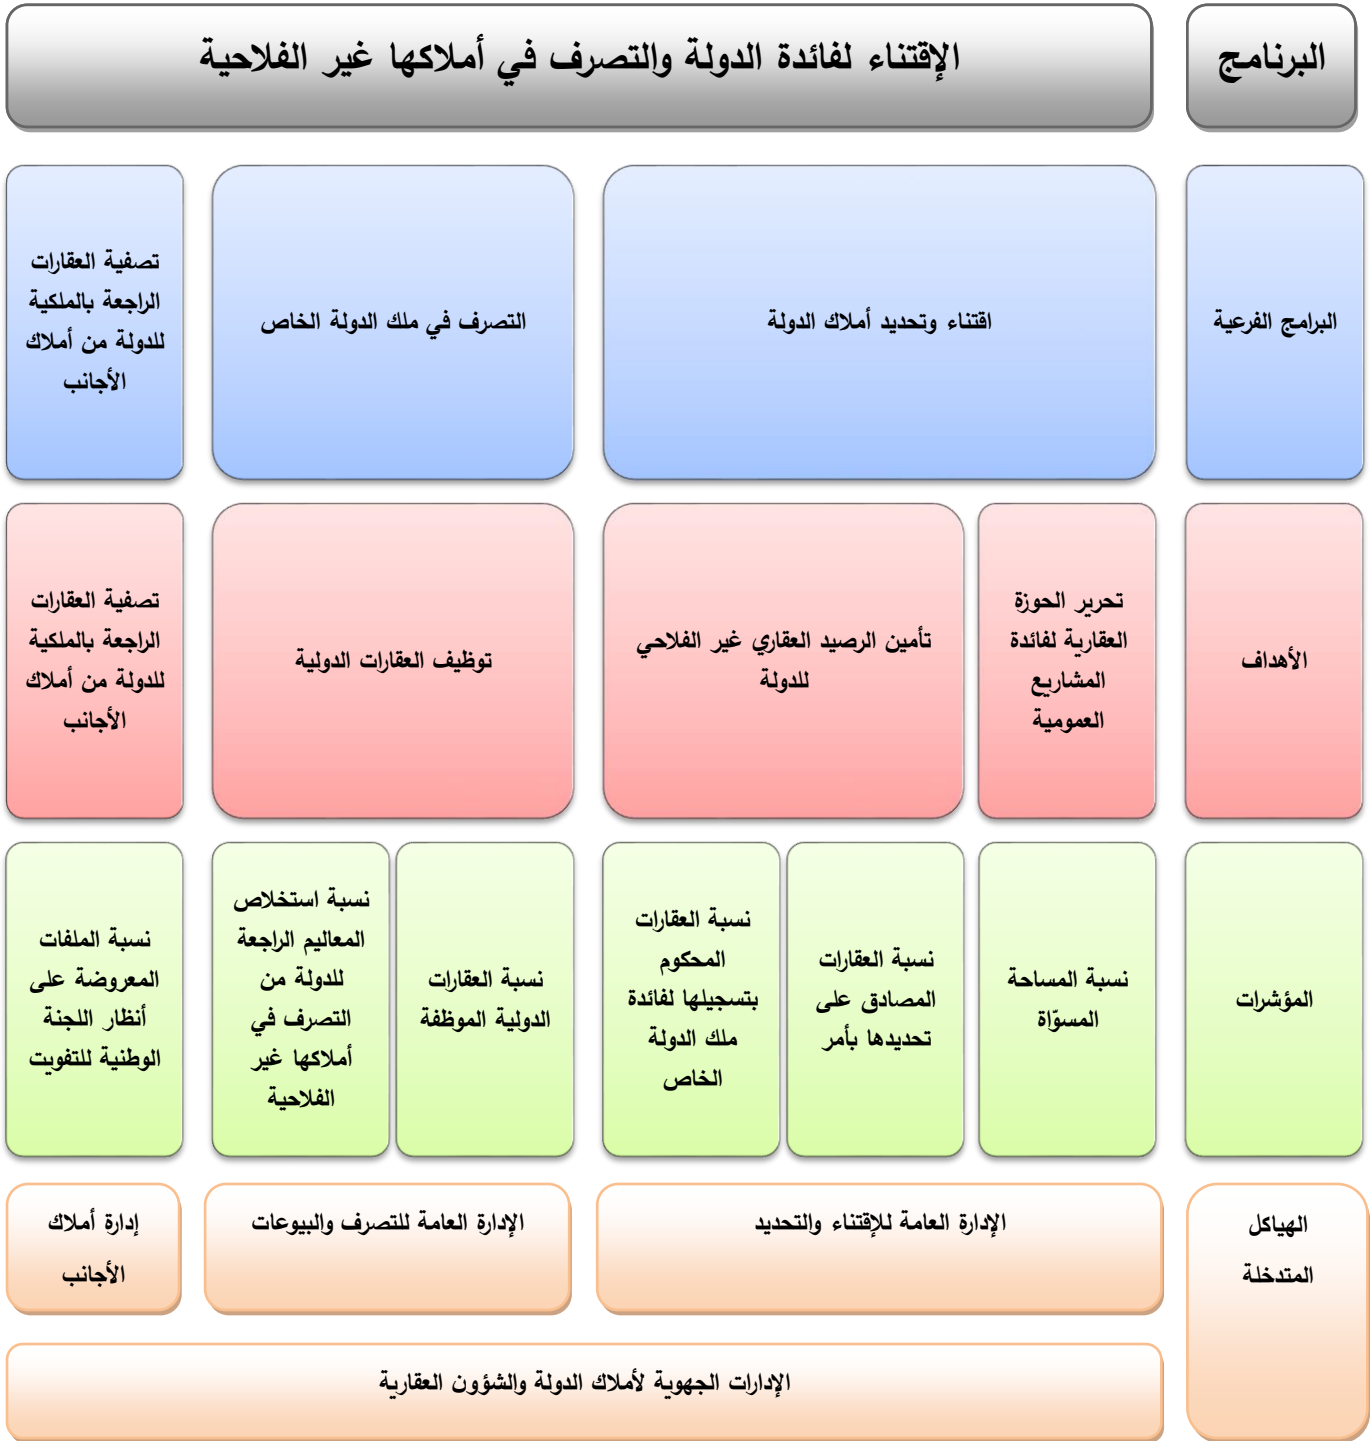 البرنامج
الإقتناء لفائدة الدولة والتصرف في أملاكها غير الفلاحية
البرامج الفرعية
اقتناء وتحديد أملاك الدولة
التصرف في ملك الدولة الخاص
تصفية العقارات
الراجعة بالملكية
للدولة من أملاك
الأجانب
الأهداف
تحرير الحوزة
العقارية لفائدة
المشاريع
العمومية
تأمين الرصيد العقاري غير الفلاحي
للدولة
توظيف العقارات الدولية
تصفية العقارات
الراجعة بالملكية
للدولة من أملاك
الأجانب
المؤشرات
نسبة المساحة
المسوّاة
نسبة العقارات
المصادق على
تحديدها بأمر
نسبة العقارات
المحكوم
بتسجيلها لفائدة
ملك الدولة
الخاص
نسبة العقارات
الدولية الموظفة
نسبة استخلاص
المعاليم الراجعة
للدولة من
التصرف في
أملاكها غير
الفلاحية
نسبة الملفات
المعروضة على
أنظار اللجنة
الوطنية للتفويت
الهياكل
المتدخلة
الإدارة العامة للإقتناء والتحديد
الإدارة العامة للتصرف والبيوعات
إدارة أملاك
الأجانب
الإدارات الجهوية لأملاك الدولة والشؤون العقارية